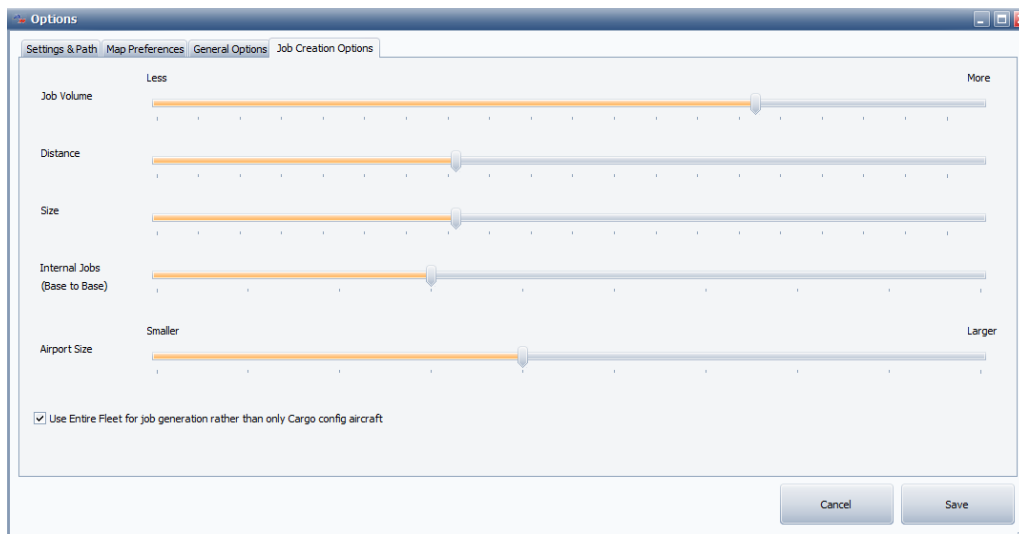 Options
Settings & Path Map Preferences General Options Job Creation Options
Less More
Job Volume
Distance
Size
Internal Jobs
(Base to Base)
Smaller Larger
Airport Size
Use Entire Fleet for job generation rather than only Cargo config aircraft
Cancel Save